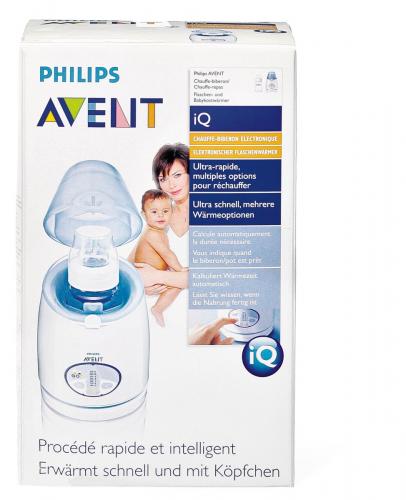 PHILIPS
AVENT
Philips AVENT
Chauffe-biberon/
Chauffe-repas
Flaschen- und
Babykostwärmer
iQ
CHAUFFE-BIBERON ELECTRONIQUE
ELEKTRONISCHER FLASCHENWÄRMER
Ultra-rapide,
multiples options
pour réchauffer
Ultra schnell, mehrere
Wärmeoptionen
Calcule automatiquement
la durée nécessaire
Vous indique quand
le biberon/pot est prêt
Kalkuliert Wärmezeit
automatisch
Lässt Sie wissen, wenn
die Nahrung fertig ist
PHILIPS
AVENT
iQ
Procédé rapide et intelligent
Erwärmt schnell und mit Köpfchen